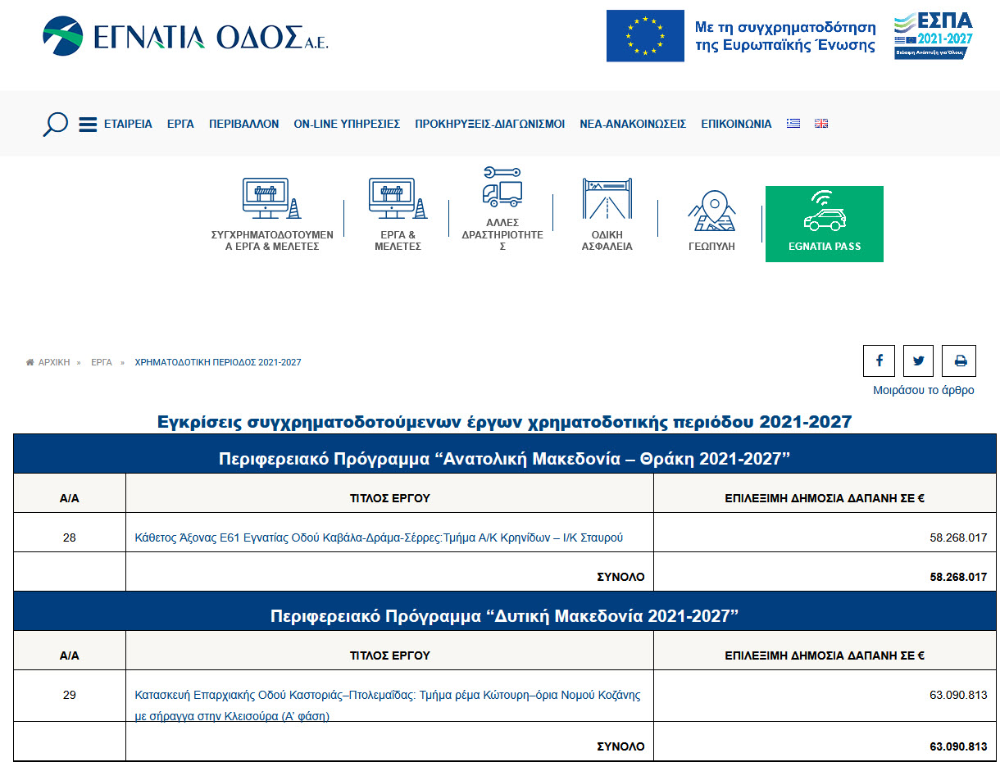 ΕΓΝΑΤΙΑ ΟΔΟΣ Α.Ε.
Με τη συγχρηματοδότηση
της Ευρωπαϊκής Ένωσης
ΕΣΠΑ
2021-2027
Βιώσιμη Ανάπτυξη για Όλους
ΕΤΑΙΡΕΙΑ ΕΡΓΑ ΠΕΡΙΒΑΛΛΟΝ ON-LINE ΥΠΗΡΕΣΙΕΣ ΠΡΟΚΗΡΥΞΕΙΣ-ΔΙΑΓΩΝΙΣΜΟΙ ΝΕΑ-ΑΝΑΚΟΙΝΩΣΕΙΣ ΕΠΙΚΟΙΝΩΝΙΑ
ΣΥΓΧΡΗΜΑΤΟΔΟΤΟΥΜΕΝ
Α ΕΡΓΑ & ΜΕΛΕΤΕΣ
ΕΡΓΑ &
ΜΕΛΕΤΕΣ
ΑΛΛΕΣ
ΔΡΑΣΤΗΡΙΟΤΗΤΕ
Σ
ΟΔΙΚΗ
ΑΣΦΑΛΕΙΑ
ΓΕΩΠΥΛΗ
EGNATIA PASS
ΑΡΧΙΚΗ » ΕΡΓΑ » ΧΡΗΜΑΤΟΔΟΤΙΚΗ ΠΕΡΙΟΔΟΣ 2021-2027
Μοιράσου το άρθρο
Εγκρίσεις συγχρηματοδοτούμενων έργων χρηματοδοτικής περιόδου 2021-2027
Περιφερειακό Πρόγραμμα “Ανατολική Μακεδονία – Θράκη 2021-2027”
Α/Α ΤΙΤΛΟΣ ΕΡΓΟΥ ΕΠΙΛΕΞΙΜΗ ΔΗΜΟΣΙΑ ΔΑΠΑΝΗ ΣΕ €
28 Κάθετος Άξονας Ε61 Εγνατίας Οδού Καβάλα-Δράμα-Σέρρες:Τμήμα Α/Κ Κρηνίδων – Ι/Κ Σταυρού 58.268.017
ΣΥΝΟΛΟ 58.268.017
Περιφερειακό Πρόγραμμα “Δυτική Μακεδονία 2021-2027”
Α/Α ΤΙΤΛΟΣ ΕΡΓΟΥ ΕΠΙΛΕΞΙΜΗ ΔΗΜΟΣΙΑ ΔΑΠΑΝΗ ΣΕ €
29 Κατασκευή Επαρχιακής Οδού Καστοριάς–Πτολεμαΐδας: Τμήμα ρέμα Κώτουρη–όρια Νομού Κοζάνης 63.090.813
με σήραγγα στην Κλεισούρα (Α’ φάση)
ΣΥΝΟΛΟ 63.090.813